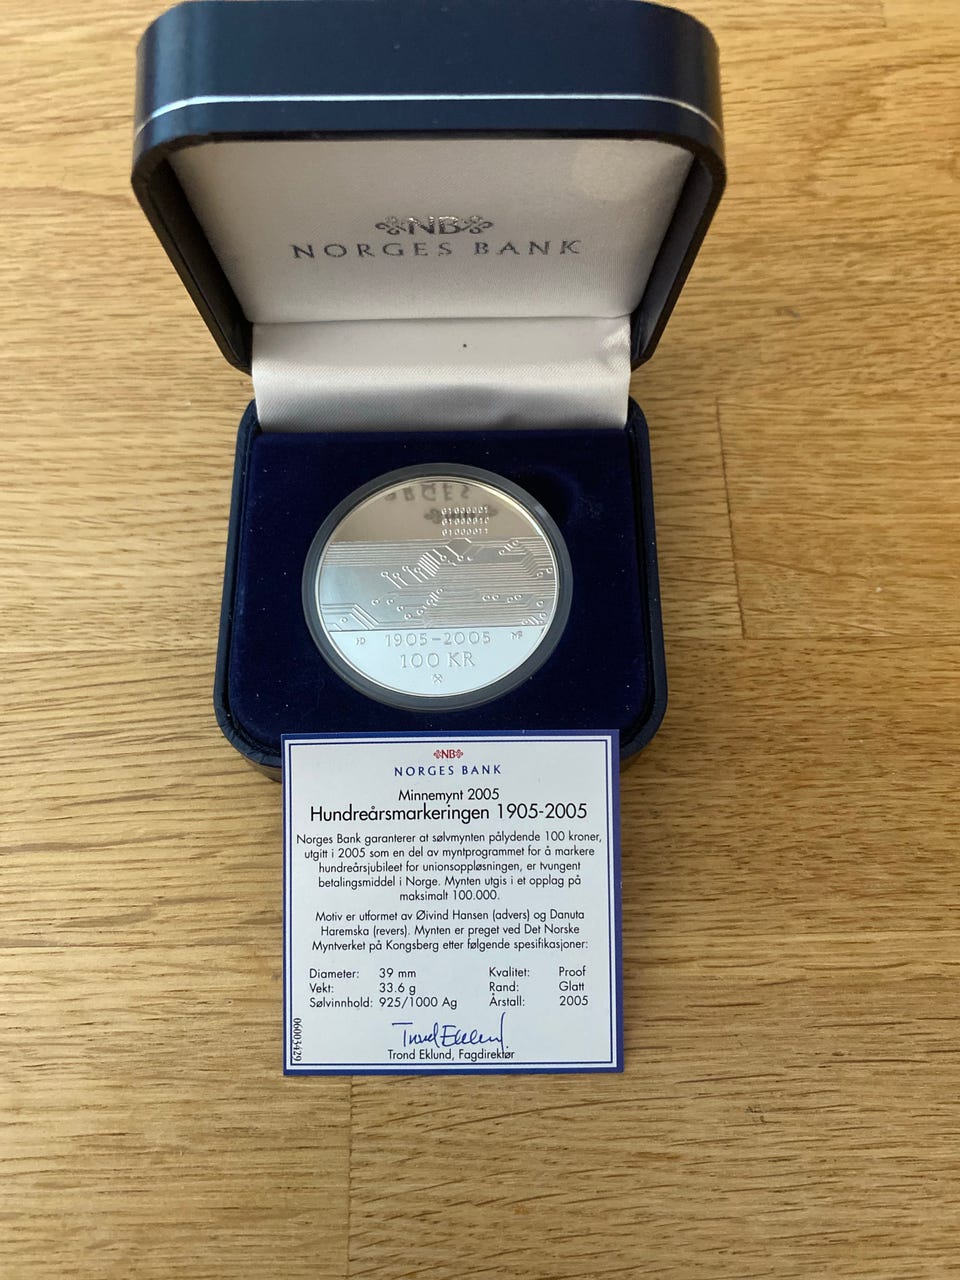 NB
NORGES BANK
01000001
01000010
01000011
1905-2005
100 KR
NB
NORGES BANK
Minnemynt 2005
Hundreårsmarkeringen 1905-2005
Norges Bank garanterer at sølvmynten pålydende 100 kroner,
utgitt i 2005 som en del av myntprogrammet for å markere
hundreårsjubileet for unionsoppløsningen, er tvungent
betalingsmiddel i Norge. Mynten utgis i et opplag på
maksimalt 100.000.
Motiv er utformet av Øivind Hansen (advers) og Danuta
Haremska (revers). Mynten er preget ved Det Norske
Myntverket på Kongsberg etter følgende spesifikasjoner:
Diameter: 39 mm Kvalitet: Proof
Vekt: 33.6 g Rand: Glatt
Sølvinnhold: 925/1000 Ag Årstall: 2005
06003429
Trond Eklund
Trond Eklund, Fagdirektør